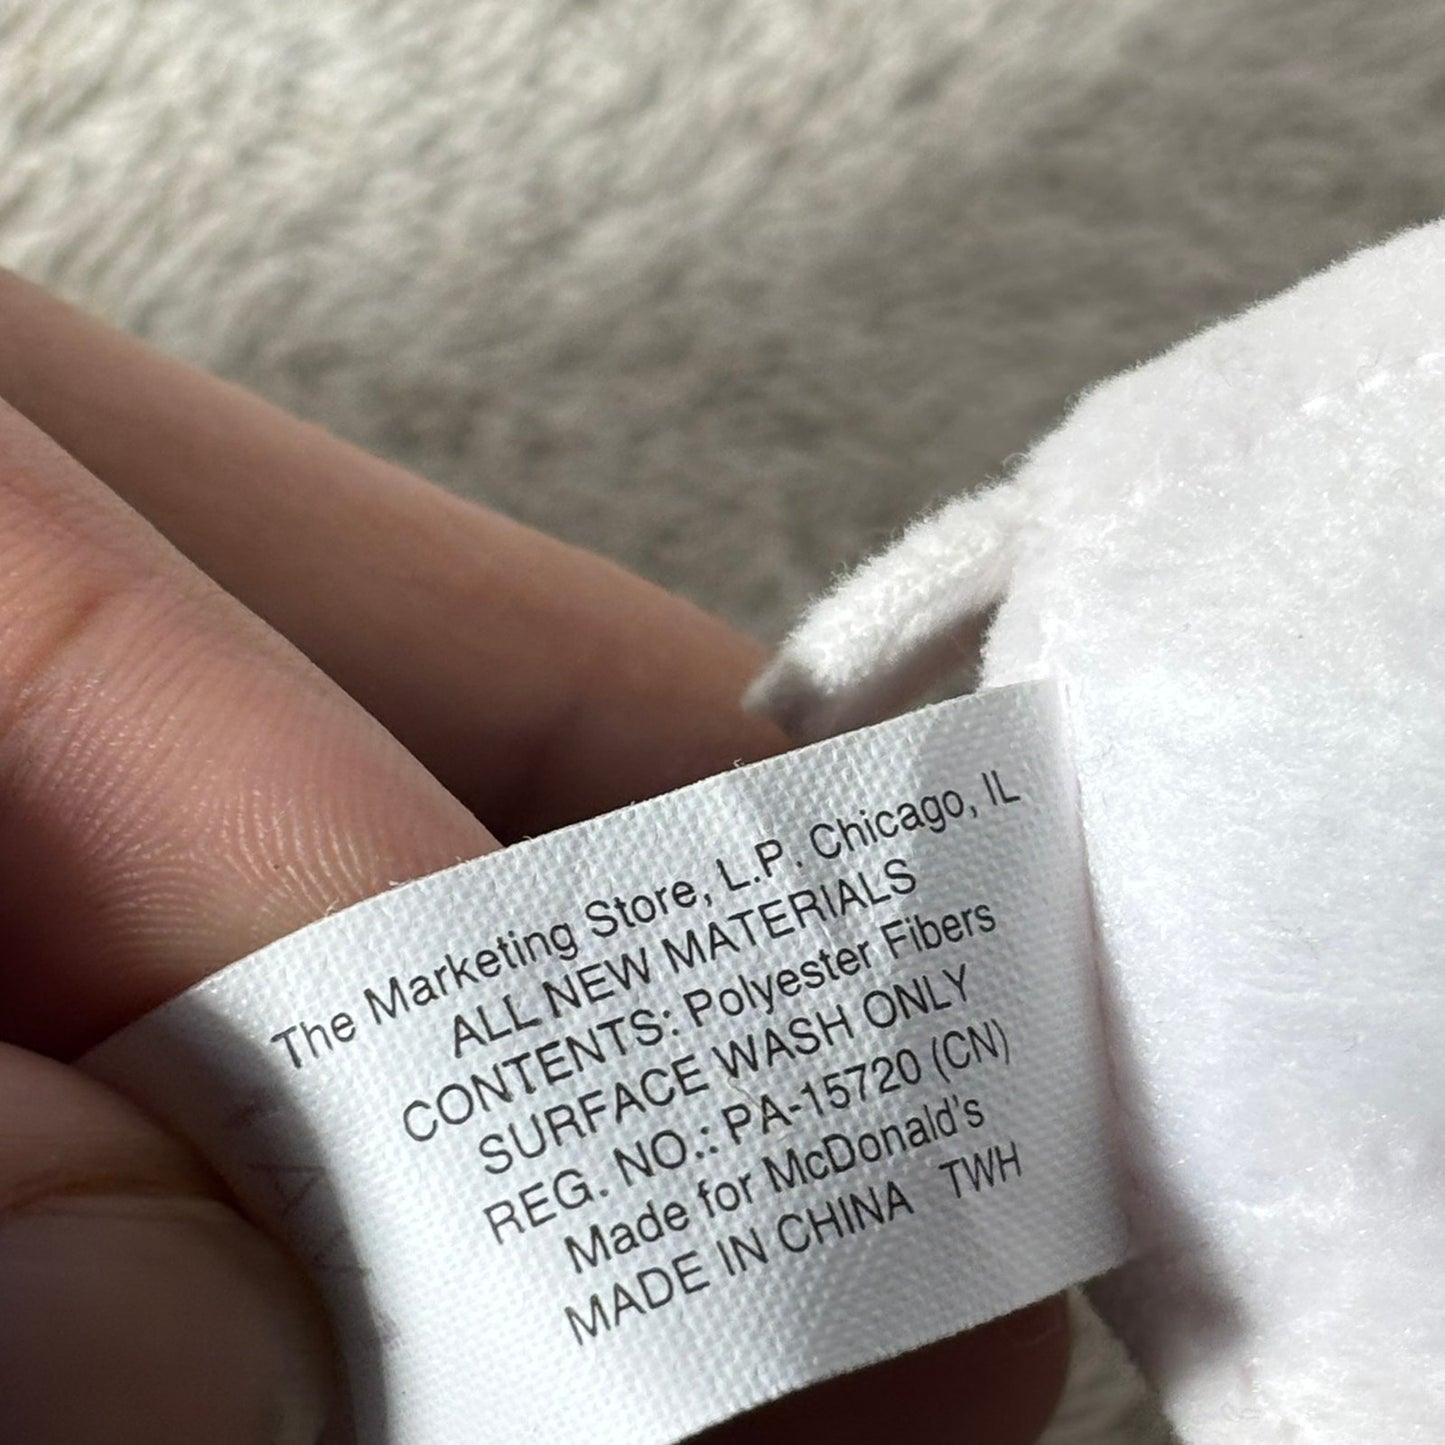 The Marketing Store, L.P. Chicago, IL
ALL NEW MATERIALS
CONTENTS: Polyester Fibers
SURFACE WASH ONLY
REG. NO.: PA-15720 (CN)
Made for McDonald's
MADE IN CHINA TWH